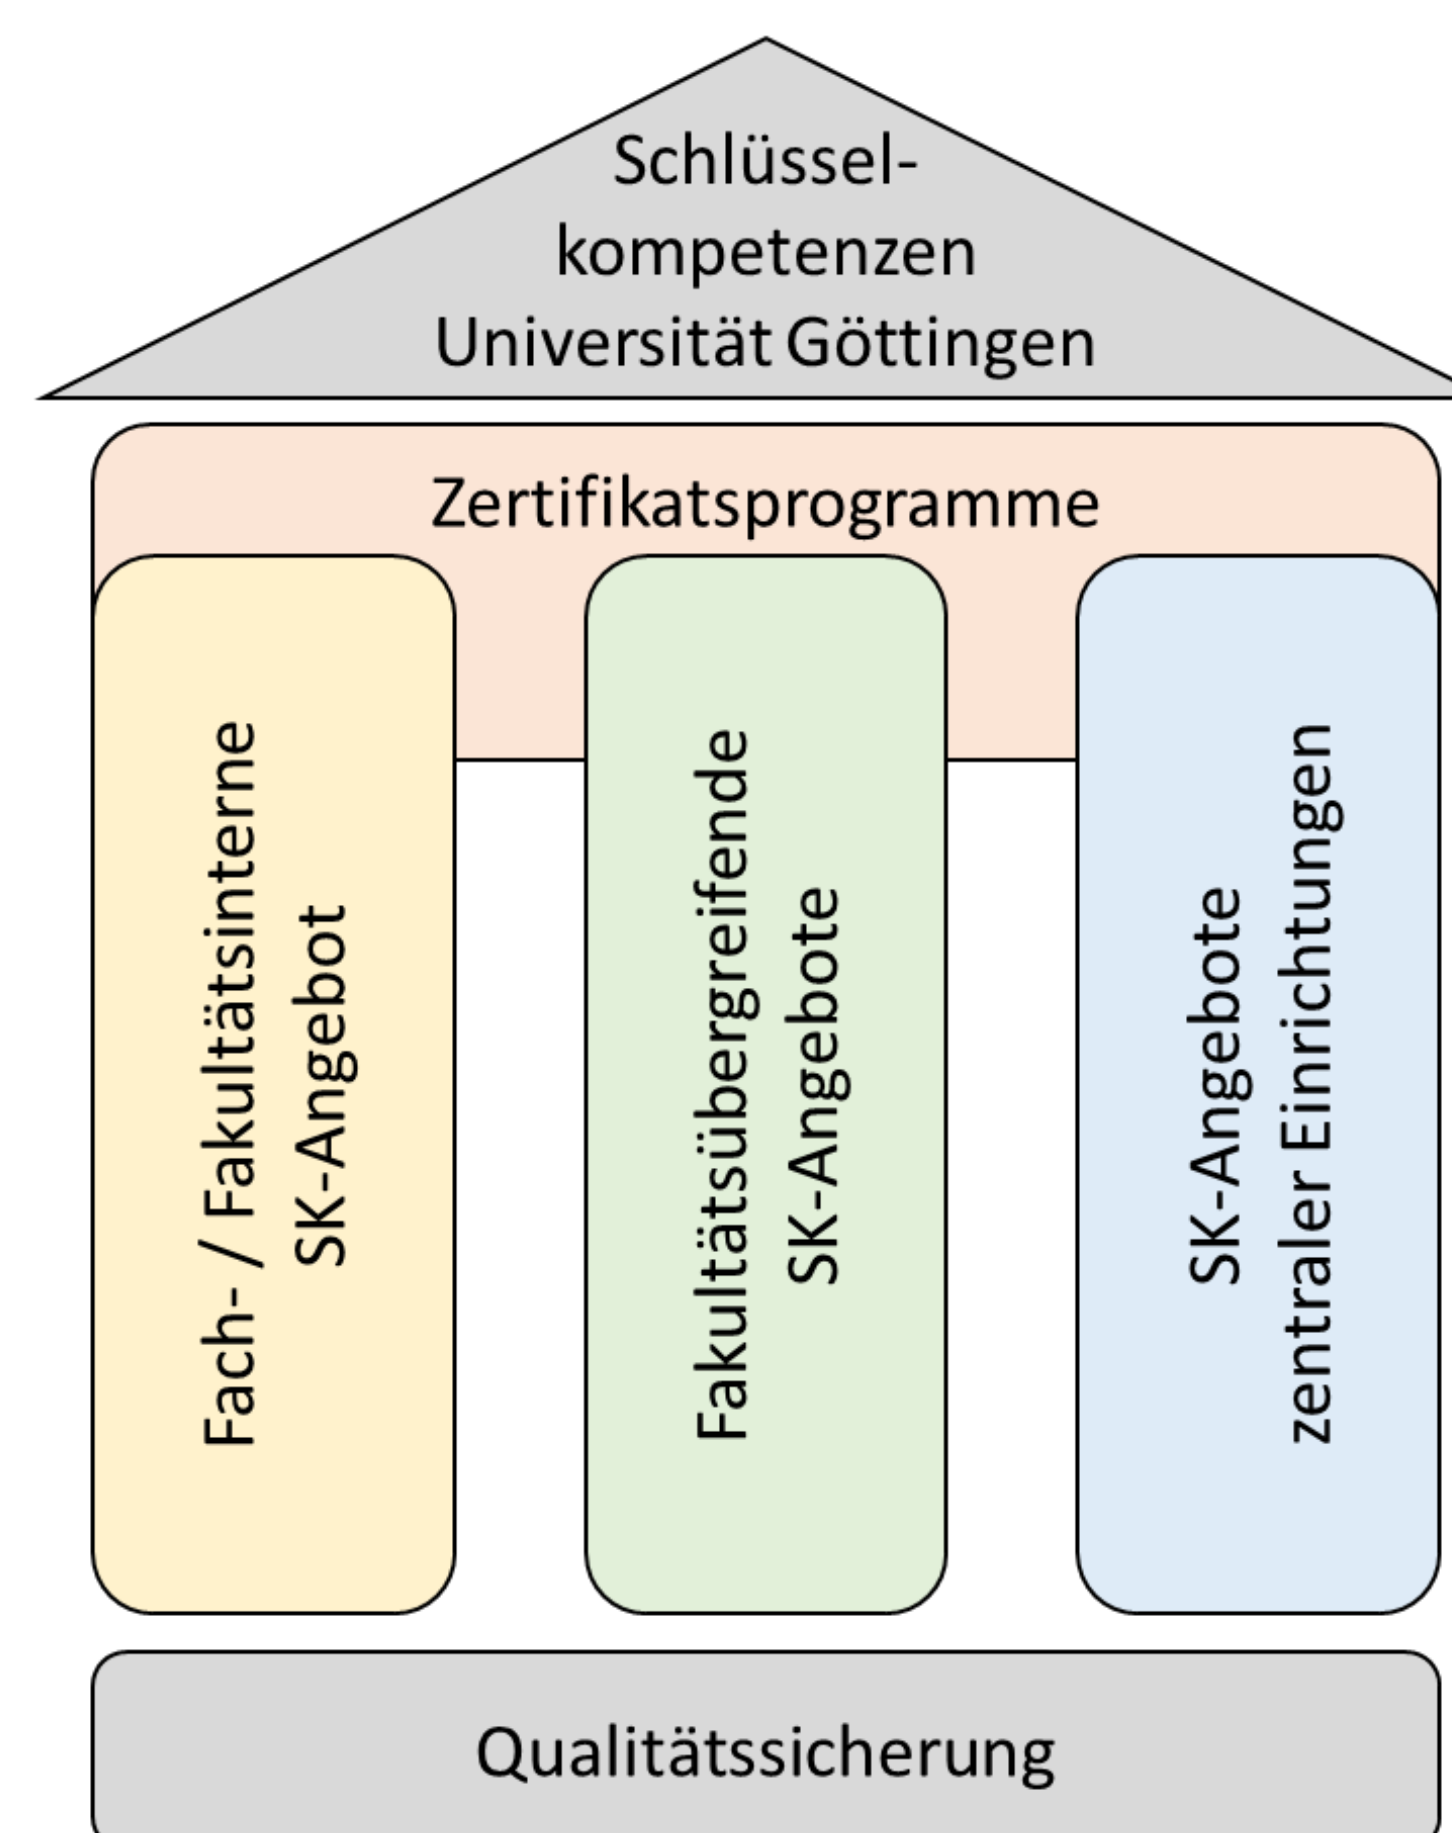 Schlüssel-
kompetenzen
Universität Göttingen
Zertifikatsprogramme
Fach- / Fakultätsinterne
SK-Angebot
Fakultätsübergreifende
SK-Angebote
SK-Angebote
zentraler Einrichtungen
Qualitätssicherung